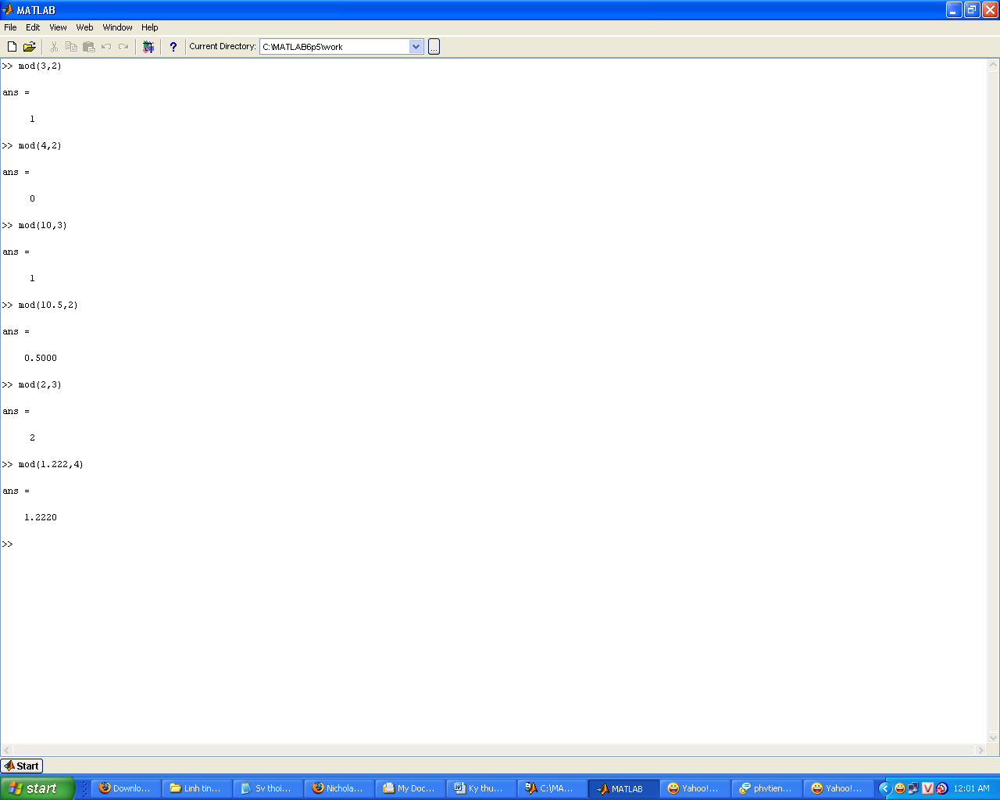 MATLAB
File Edit View Web Window Help
Current Directory: C:\MATLAB6p5\work ...
>> mod(3,2)
ans =
1
>> mod(4,2)
ans =
0
>> mod(10,3)
ans =
1
>> mod(10.5,2)
ans =
0.5000
>> mod(2,3)
ans =
2
>> mod(1.222,4)
ans =
1.2220
>>
Start
start Downlo... Linh tin... Sv thoi... Nichola... My Doc... Ky thu... C:\MA... MATLAB Yahoo!... phvtien... Yahoo!... 12:01 AM